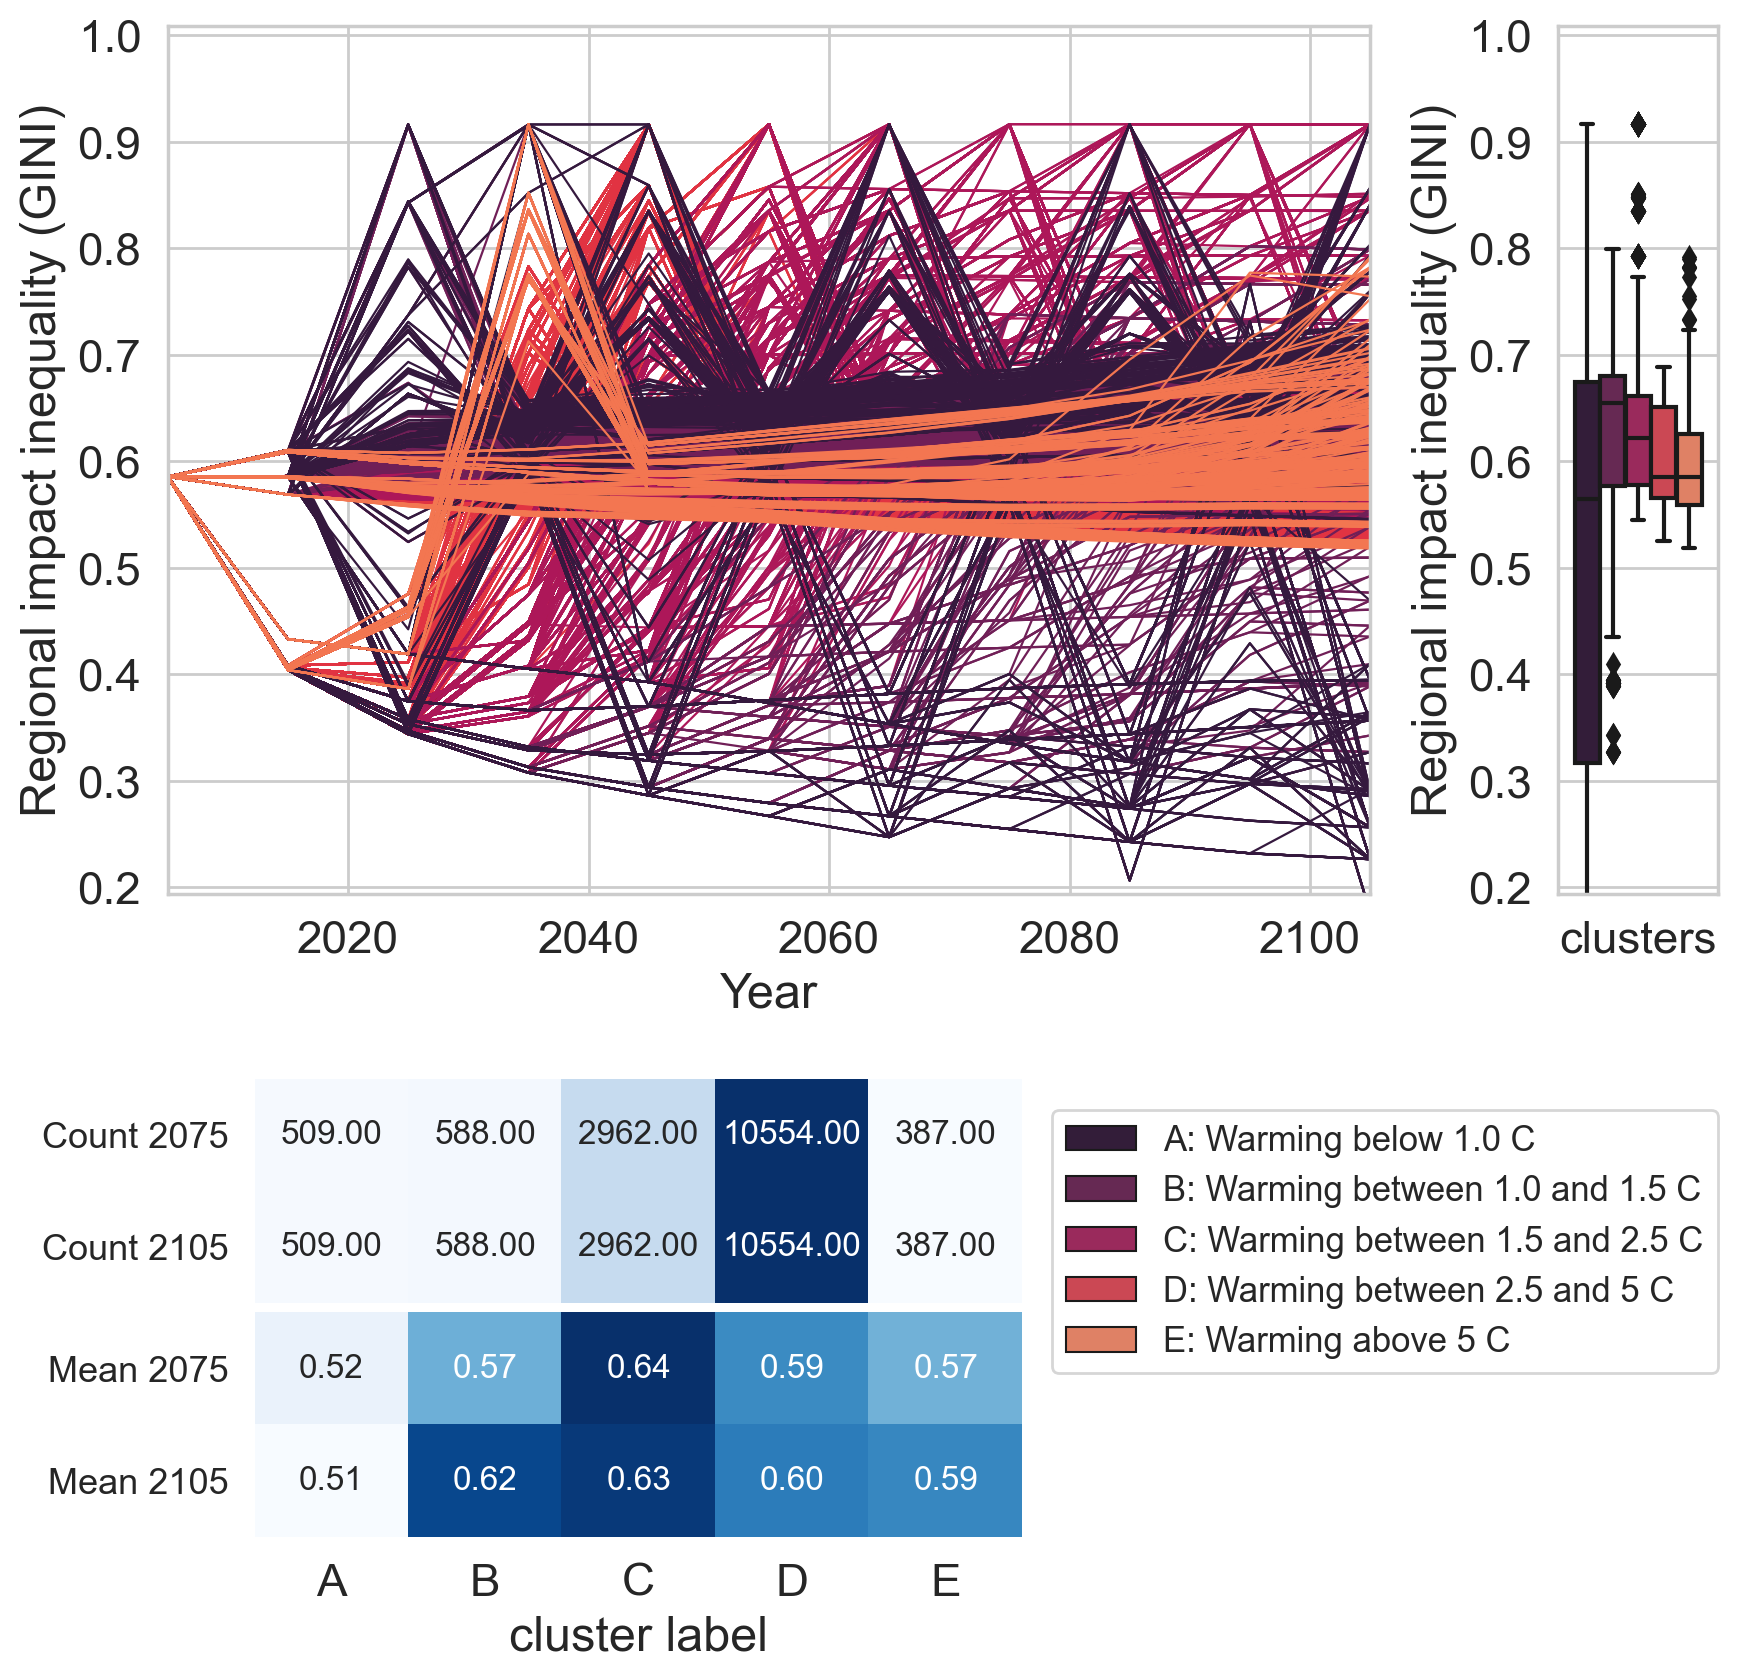 Regional impact inequality (GINI)
1.0
0.9
0.8
0.7
0.6
0.5
0.4
0.3
0.2
2020 2040 2060 2080 2100
Year
Regional impact inequality (GINI)
1.0
0.9
0.8
0.7
0.6
0.5
0.4
0.3
0.2
clusters
Count 2075 509.00 588.00 2962.00 10554.00 387.00
Count 2105 509.00 588.00 2962.00 10554.00 387.00
Mean 2075 0.52 0.57 0.64 0.59 0.57
Mean 2105 0.51 0.62 0.63 0.60 0.59
A B C D E
cluster label
A: Warming below 1.0 C
B: Warming between 1.0 and 1.5 C
C: Warming between 1.5 and 2.5 C
D: Warming between 2.5 and 5 C
E: Warming above 5 C